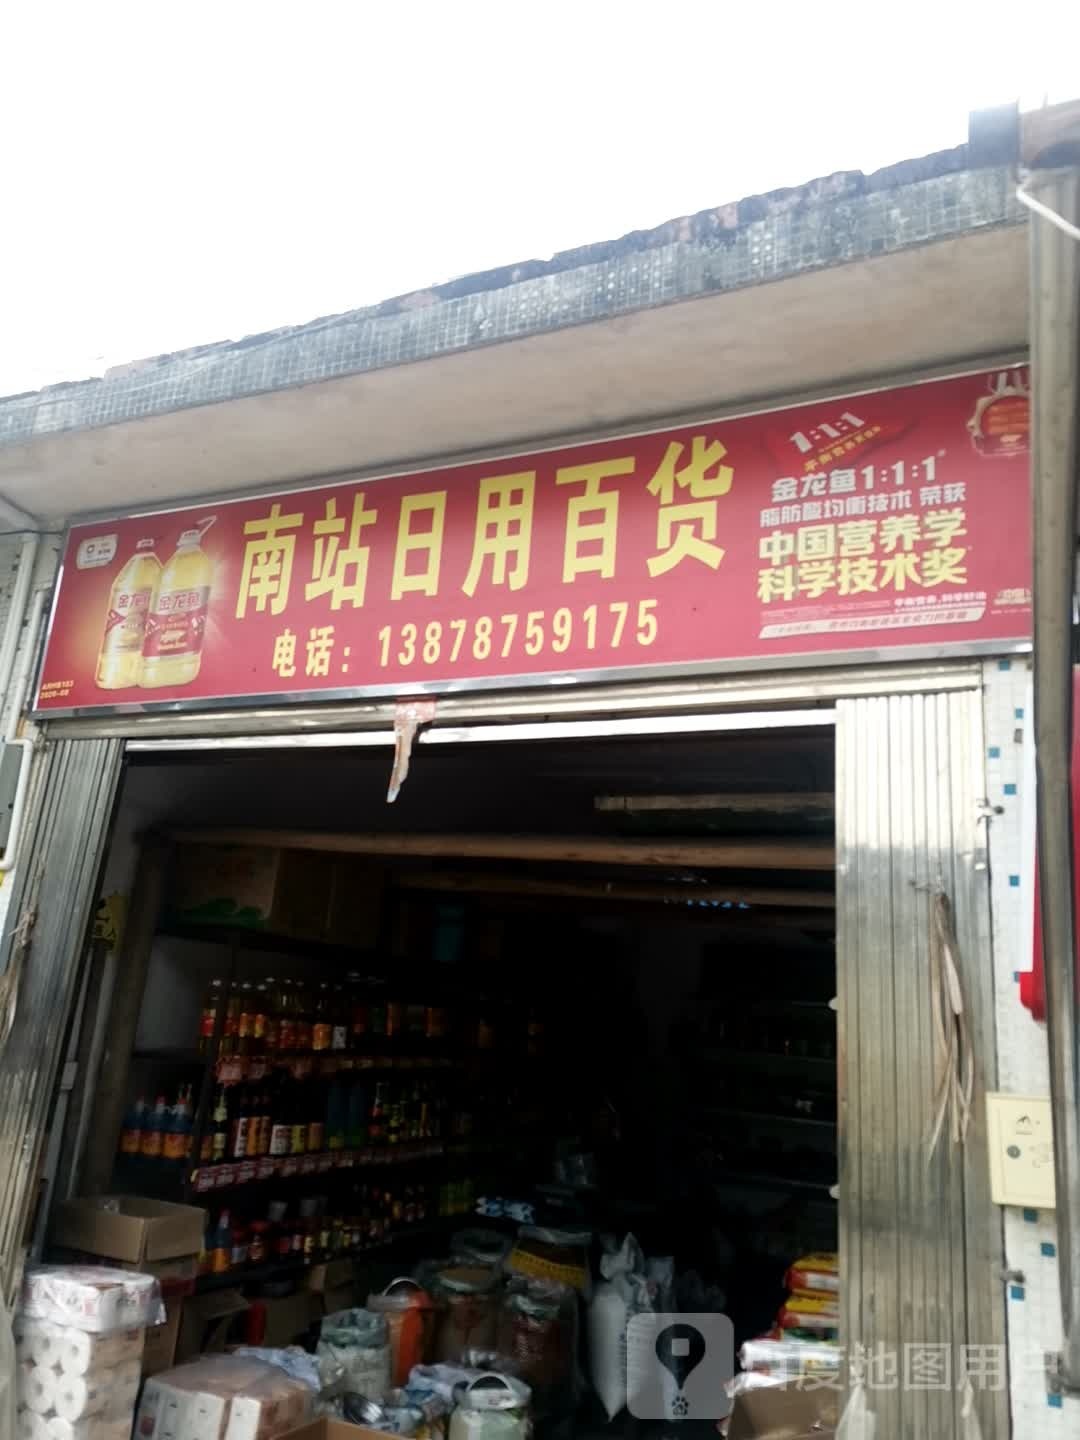 南站日用百货
电话：13878759175
1:1:1
金龙鱼1:1:1
脂肪酸均衡技术 荣获
中国营养学
科学技术奖
金龙鱼
金龙鱼
2020-08
百度地图用户